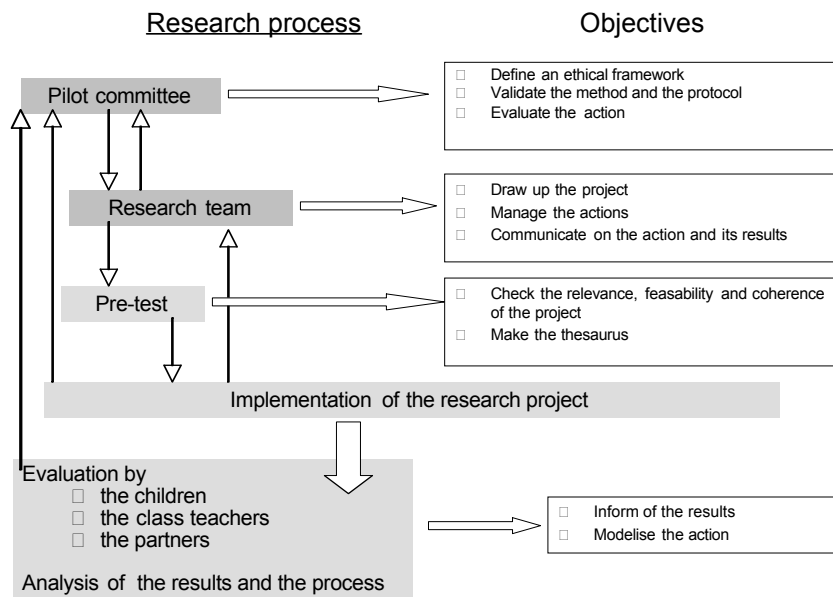 Research process
Objectives
Pilot committee
□ Define an ethical framework
□ Validate the method and the protocol
□ Evaluate the action
Research team
□ Draw up the project
□ Manage the actions
□ Communicate on the action and its results
Pre-test
□ Check the relevance, feasability and coherence
of the project
□ Make the thesaurus
Implementation of the research project
Evaluation by
□ the children
□ the class teachers
□ the partners
Analysis of the results and the process
□ Inform of the results
□ Modelise the action